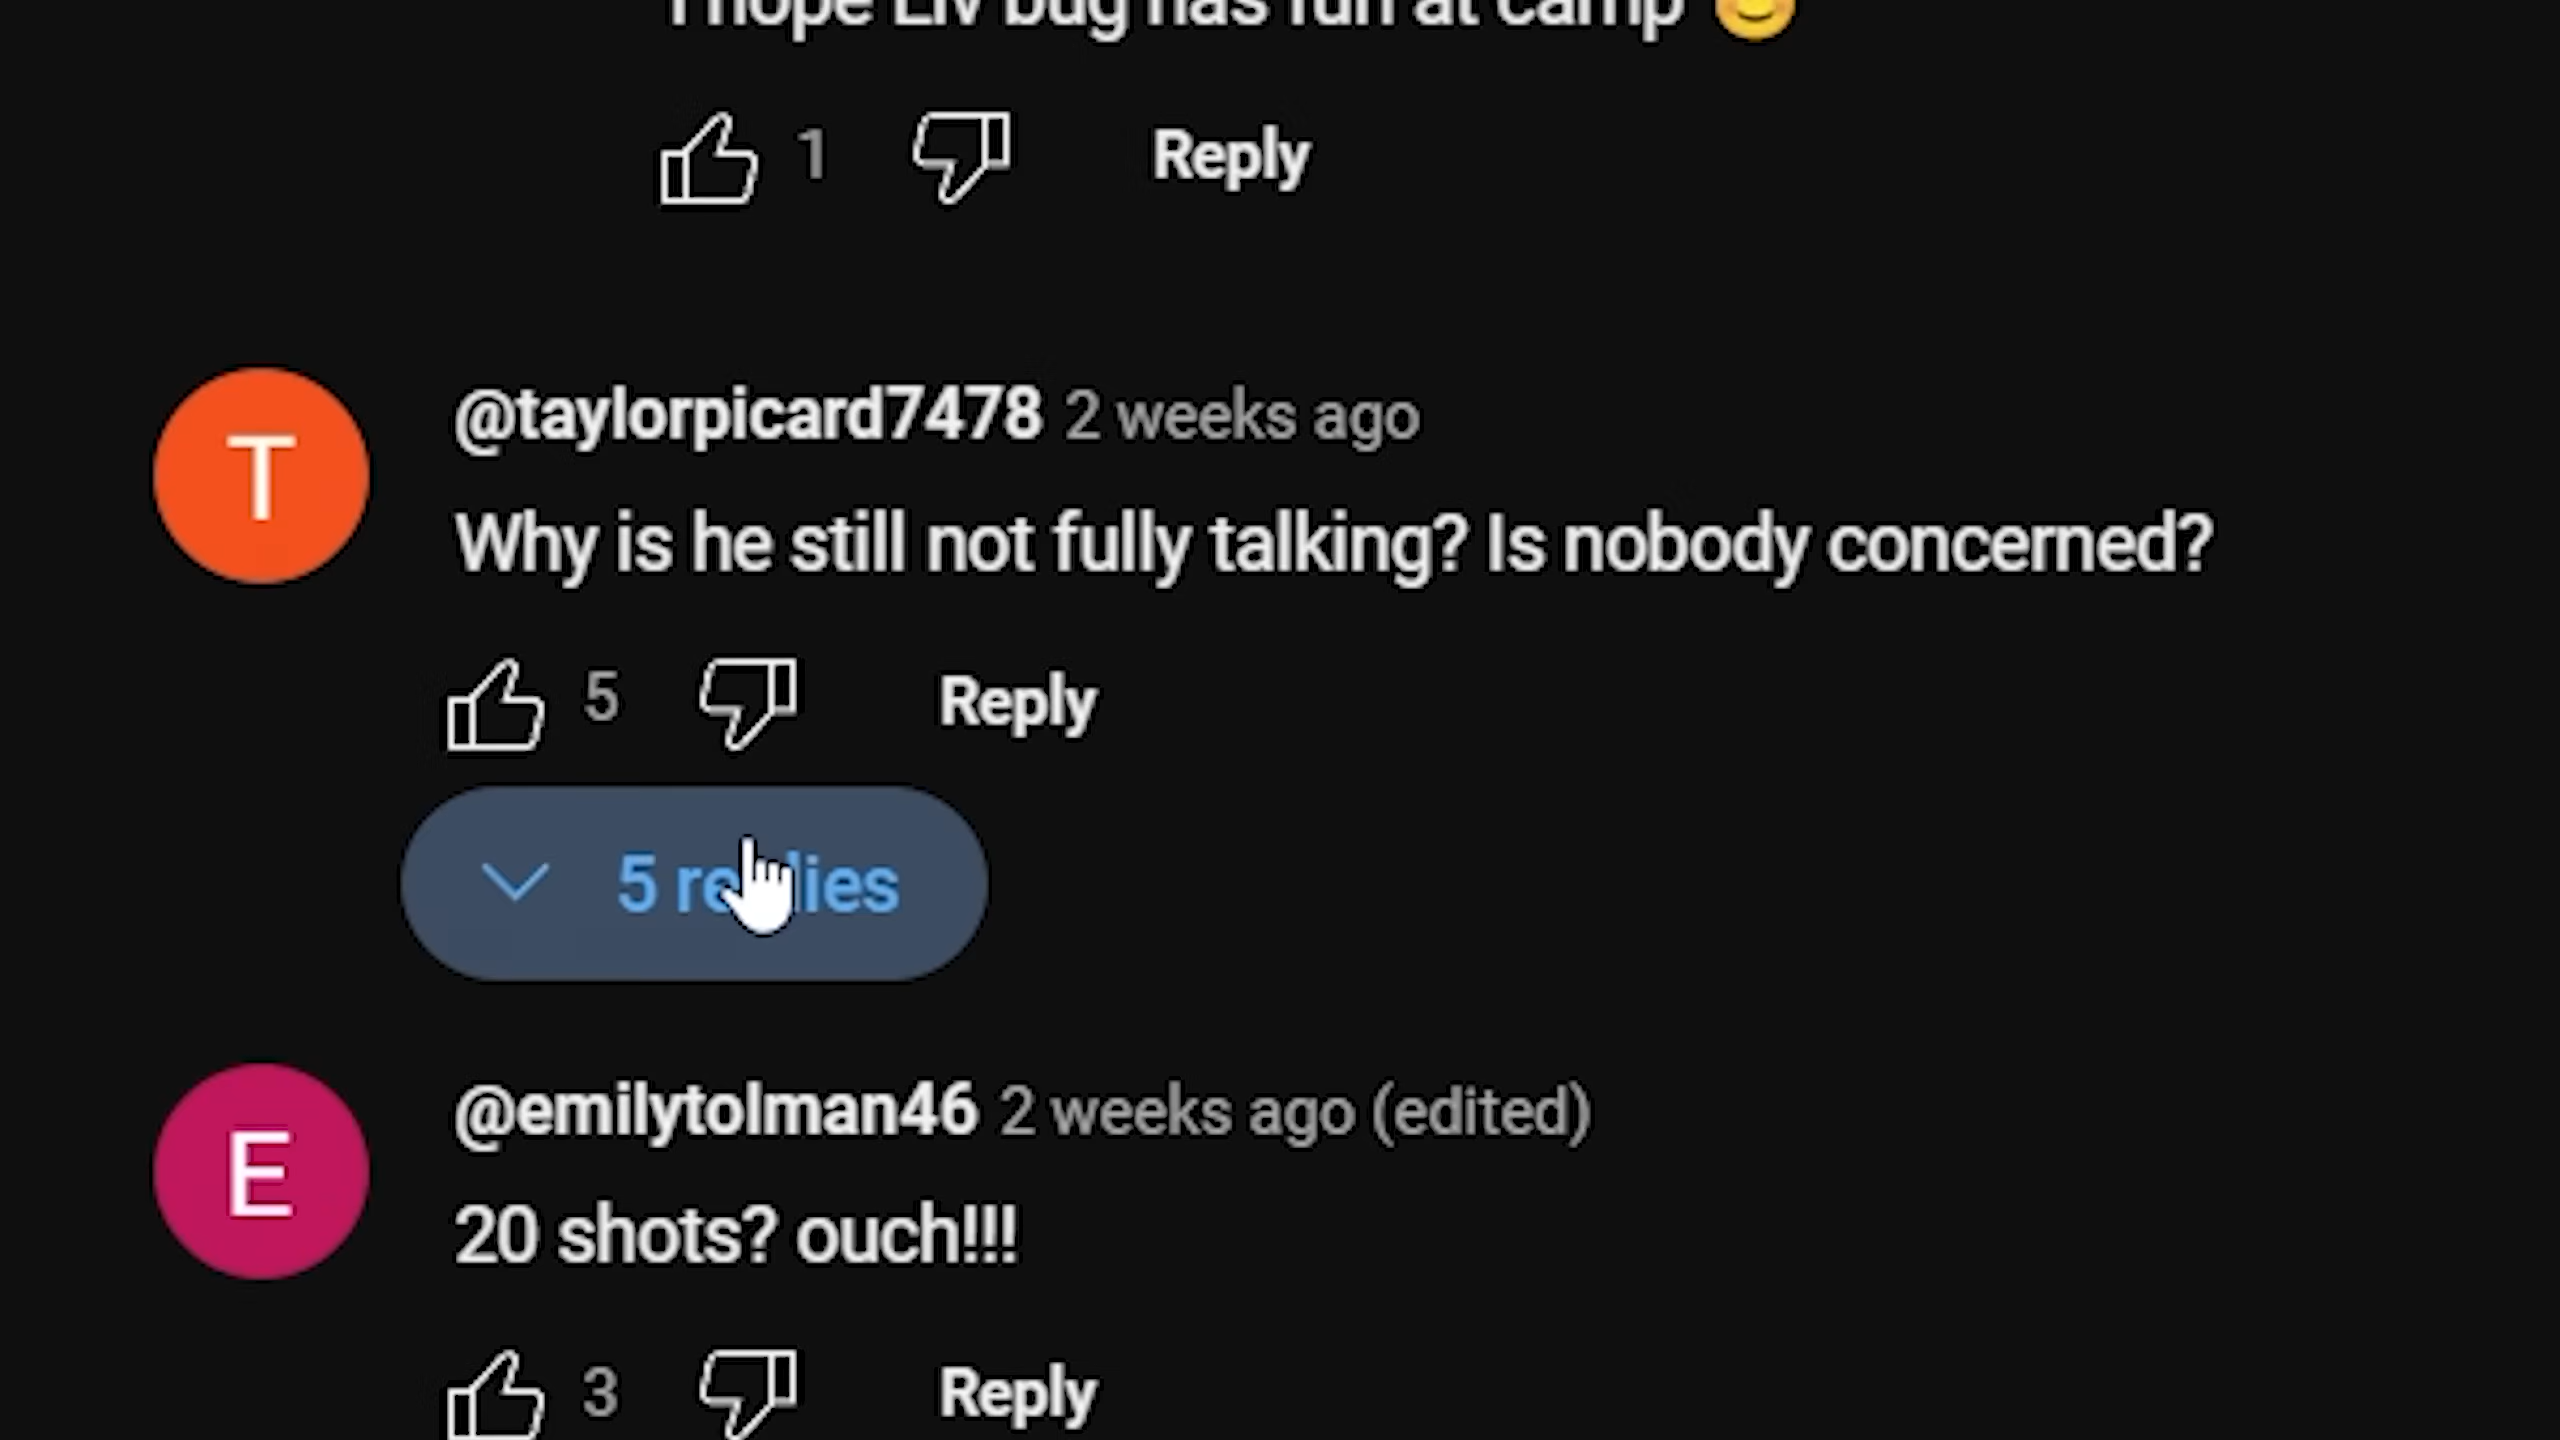 I hope Liv bug has fun at camp 😊
1 Reply
T
@taylorpicard7478 2 weeks ago
Why is he still not fully talking? Is nobody concerned?
5 Reply
5 replies
E
@emilytolman46 2 weeks ago (edited)
20 shots? ouch!!!
3 Reply